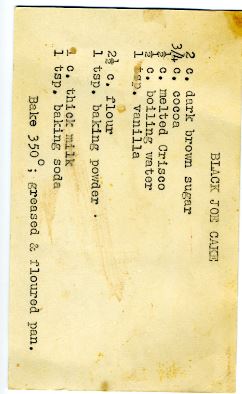 BLACK JOE CAKE
2 c. dark brown sugar
3/4 c. cocoa
½ c. melted Crisco
½ c. boiling water
1 tsp. vanilla
2½ c. flour
1 tsp. baking powder.
1 c. thick milk
1 tsp. baking soda
Bake 350°; greased & floured pan.